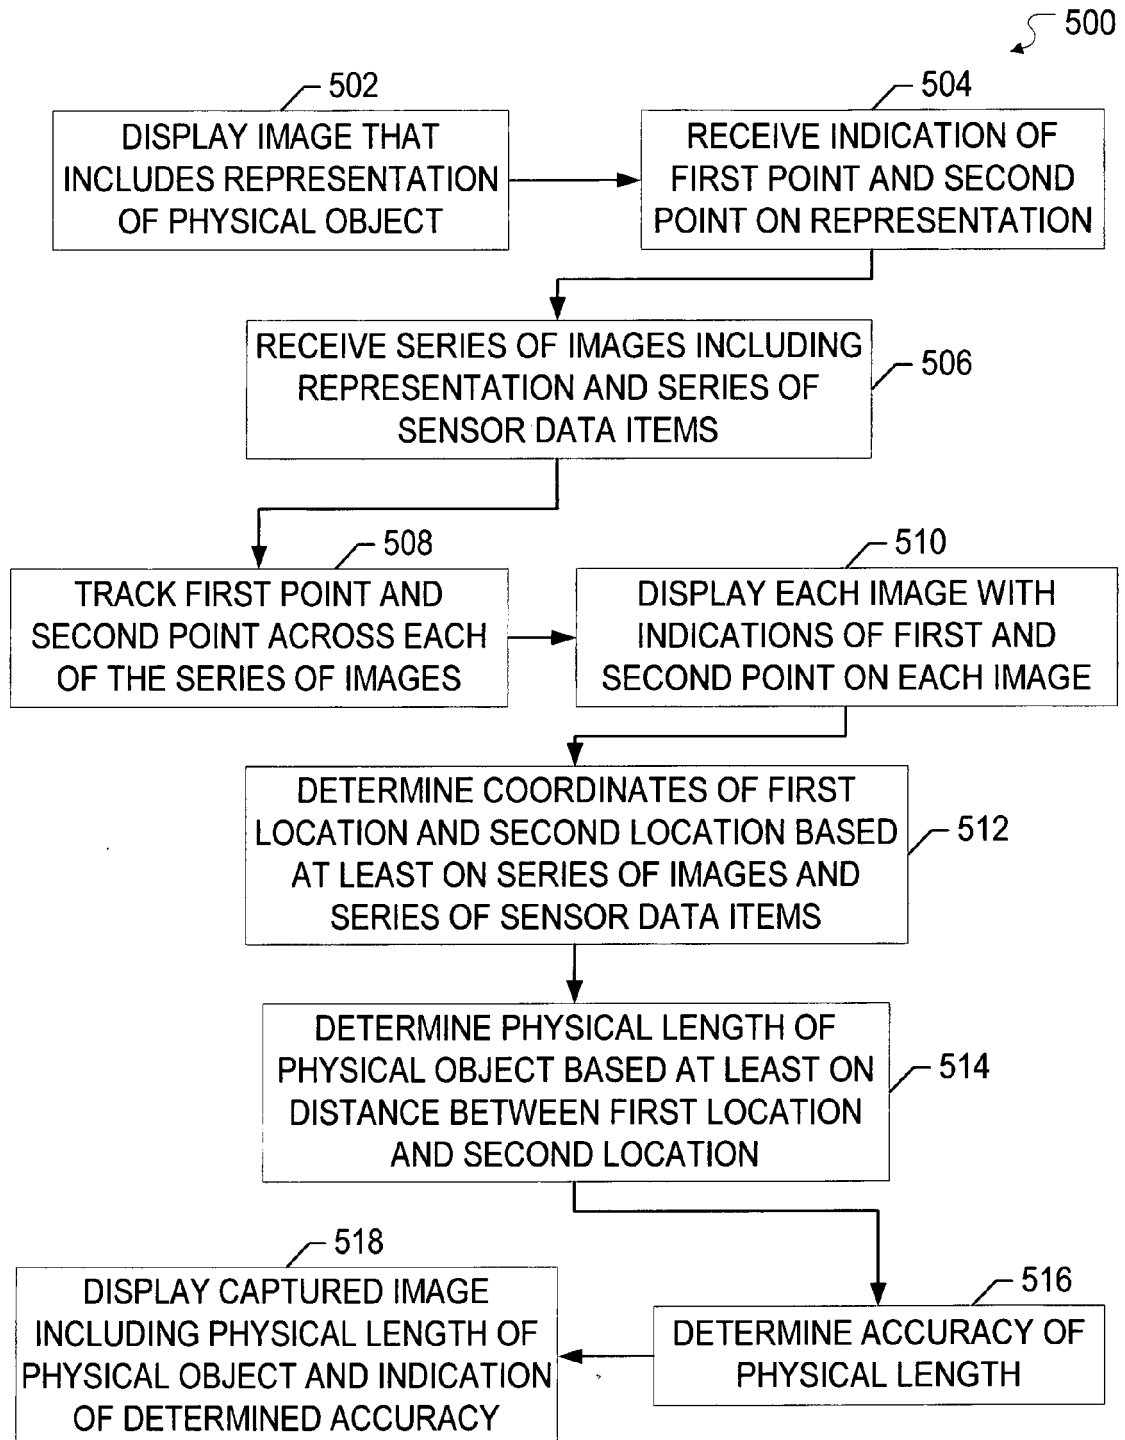 500
502
DISPLAY IMAGE THAT
INCLUDES REPRESENTATION
OF PHYSICAL OBJECT
504
RECEIVE INDICATION OF
FIRST POINT AND SECOND
POINT ON REPRESENTATION
RECEIVE SERIES OF IMAGES INCLUDING
REPRESENTATION AND SERIES OF
SENSOR DATA ITEMS
506
508
TRACK FIRST POINT AND
SECOND POINT ACROSS EACH
OF THE SERIES OF IMAGES
510
DISPLAY EACH IMAGE WITH
INDICATIONS OF FIRST AND
SECOND POINT ON EACH IMAGE
DETERMINE COORDINATES OF FIRST
LOCATION AND SECOND LOCATION BASED
AT LEAST ON SERIES OF IMAGES AND
SERIES OF SENSOR DATA ITEMS
512
DETERMINE PHYSICAL LENGTH OF
PHYSICAL OBJECT BASED AT LEAST ON
DISTANCE BETWEEN FIRST LOCATION
AND SECOND LOCATION
514
516
DETERMINE ACCURACY OF
PHYSICAL LENGTH
518
DISPLAY CAPTURED IMAGE
INCLUDING PHYSICAL LENGTH OF
PHYSICAL OBJECT AND INDICATION
OF DETERMINED ACCURACY